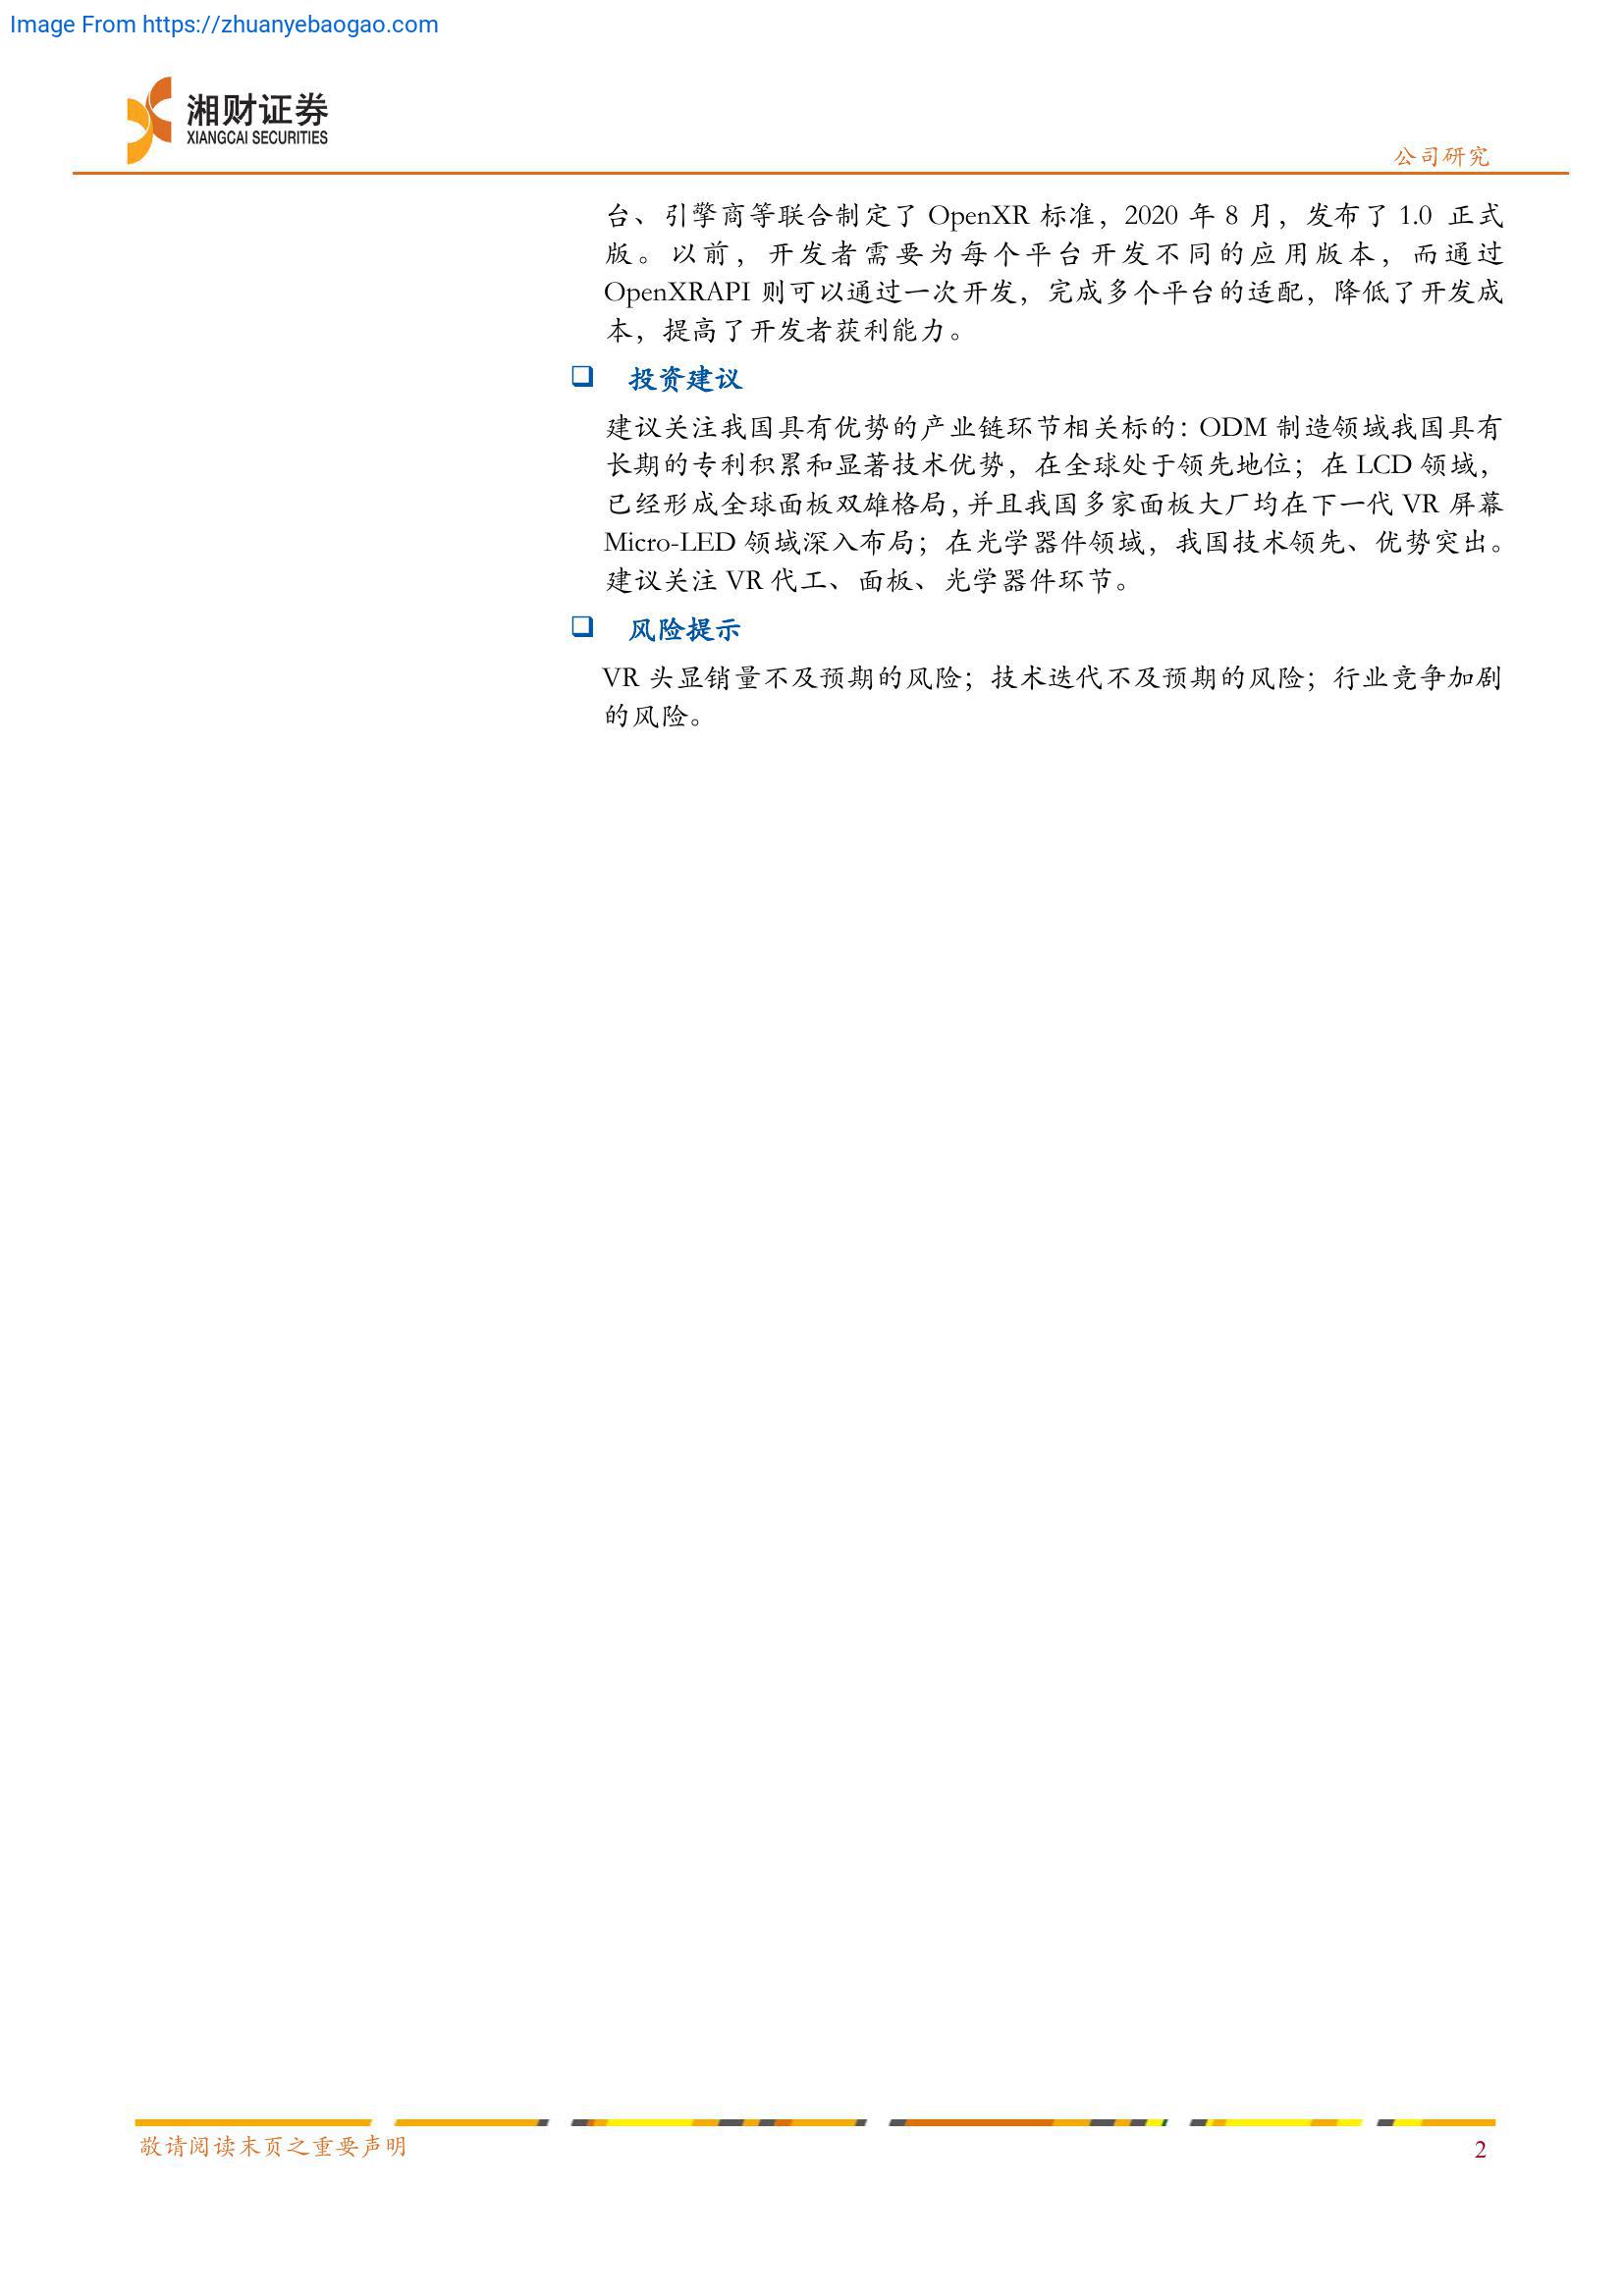 Image From https://zhuanyebaogao.com
湘财证券
XIANGCAI SECURITIES
公司研究
台、引擎商等联合制定了 OpenXR 标准，2020 年 8 月，发布了 1.0 正式
版。以前，开发者需要为每个平台开发不同的应用版本，而通过
OpenXRAPI 则可以通过一次开发，完成多个平台的适配，降低了开发成
本，提高了开发者获利能力。
❑ 投资建议
建议关注我国具有优势的产业链环节相关标的：ODM 制造领域我国具有
长期的专利积累和显著技术优势，在全球处于领先地位；在 LCD 领域，
已经形成全球面板双雄格局，并且我国多家面板大厂均在下一代 VR 屏幕
Micro-LED 领域深入布局；在光学器件领域，我国技术领先、优势突出。
建议关注 VR 代工、面板、光学器件环节。
❑ 风险提示
VR 头显销量不及预期的风险；技术迭代不及预期的风险；行业竞争加剧
的风险。
敬请阅读末页之重要声明
2